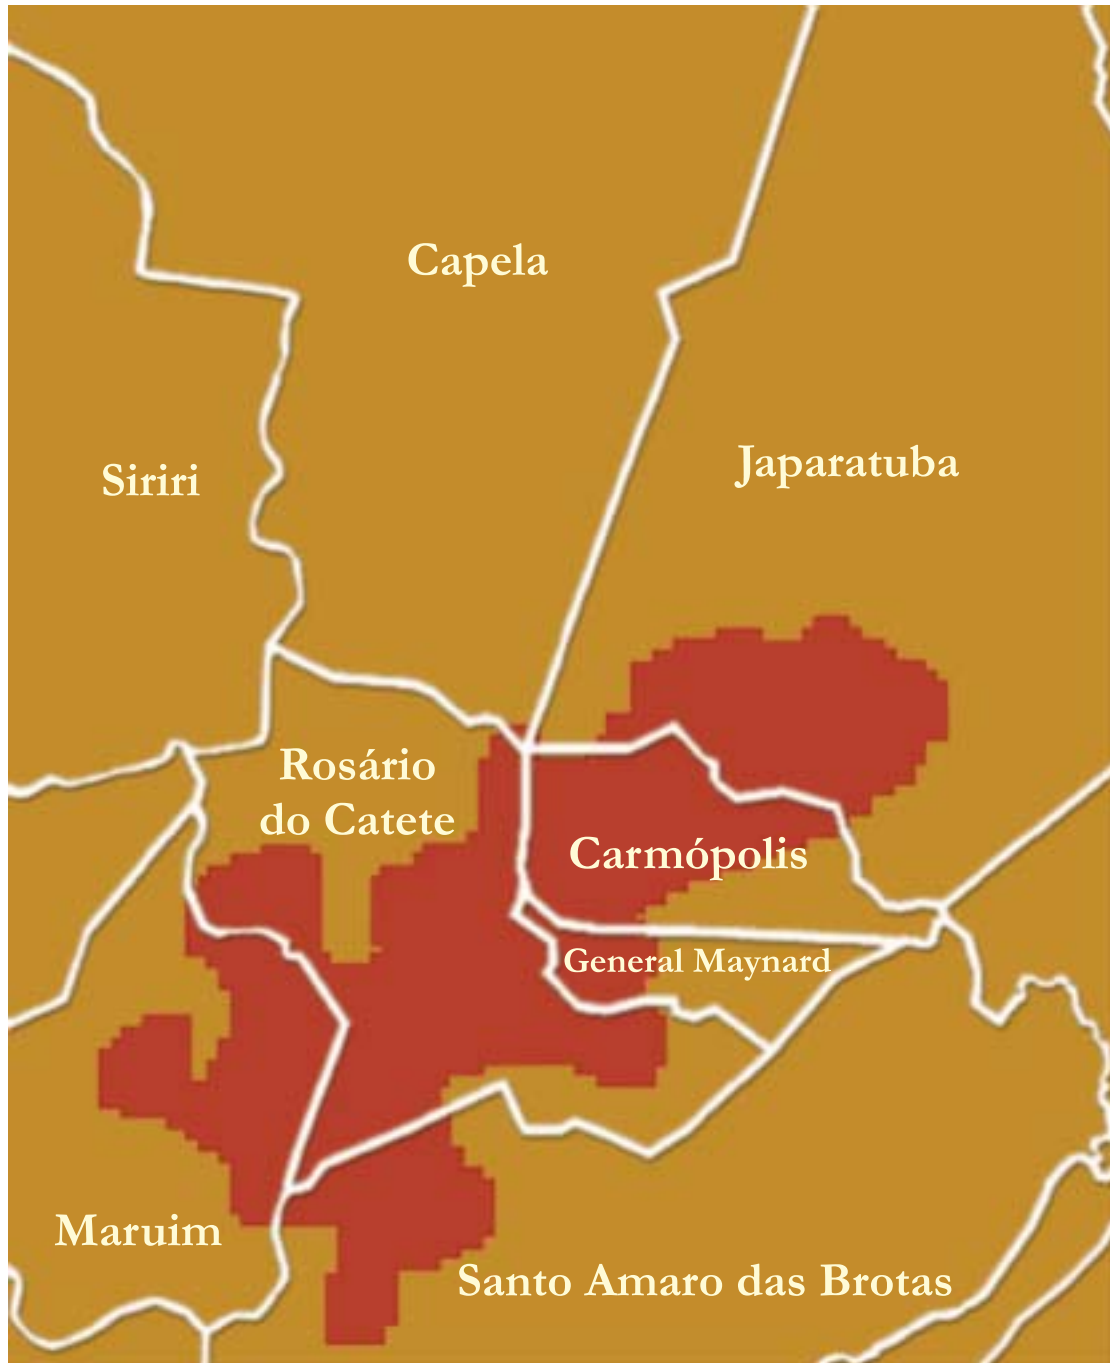 Capela
Japaratuba
Siriri
Rosário
do Catete
Carmópolis
General Maynard
Maruim
Santo Amaro das Brotas